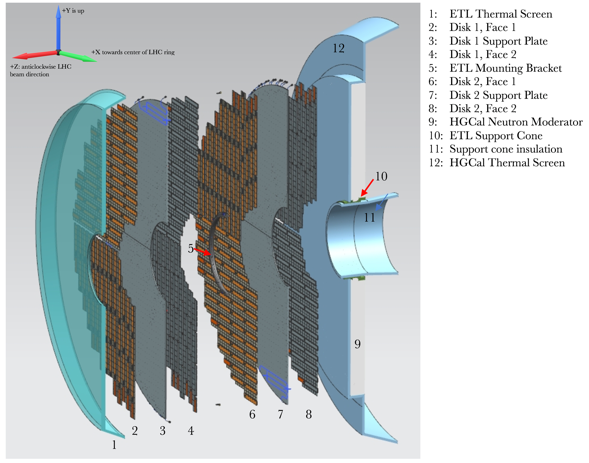 +Y is up
+X towards center of LHC ring
+Z: anticlockwise LHC
beam direction
12
10
11
5
9
1
2
3
4
6
7
8
1: ETL Thermal Screen
2: Disk 1, Face 1
3: Disk 1 Support Plate
4: Disk 1, Face 2
5: ETL Mounting Bracket
6: Disk 2, Face 1
7: Disk 2 Support Plate
8: Disk 2, Face 2
9: HGCal Neutron Moderator
10: ETL Support Cone
11: Support cone insulation
12: HGCal Thermal Screen